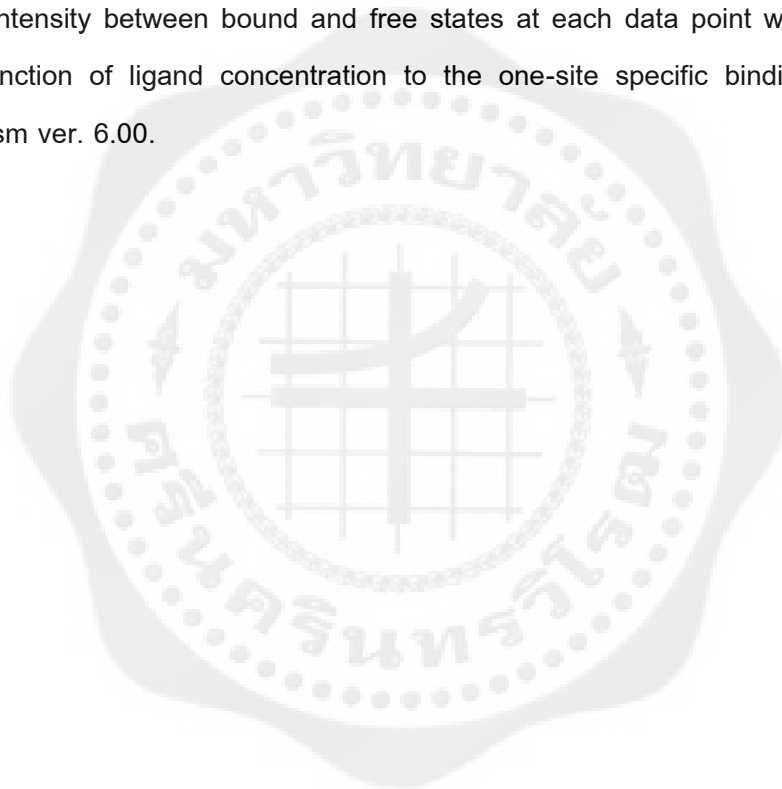 ntensity between bound and free states at each data point w
nction of ligand concentration to the one-site specific bindi
sm ver. 6.00.
มหาวิทยาลัย
ศรีนครินทรวิโรฒ